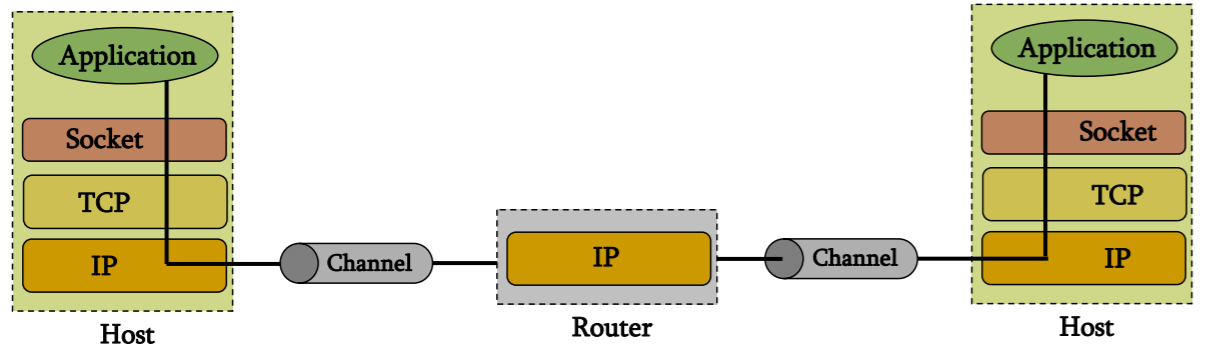 Application
Socket
TCP
IP
Host
Channel
IP
Router
Channel
Application
Socket
TCP
IP
Host